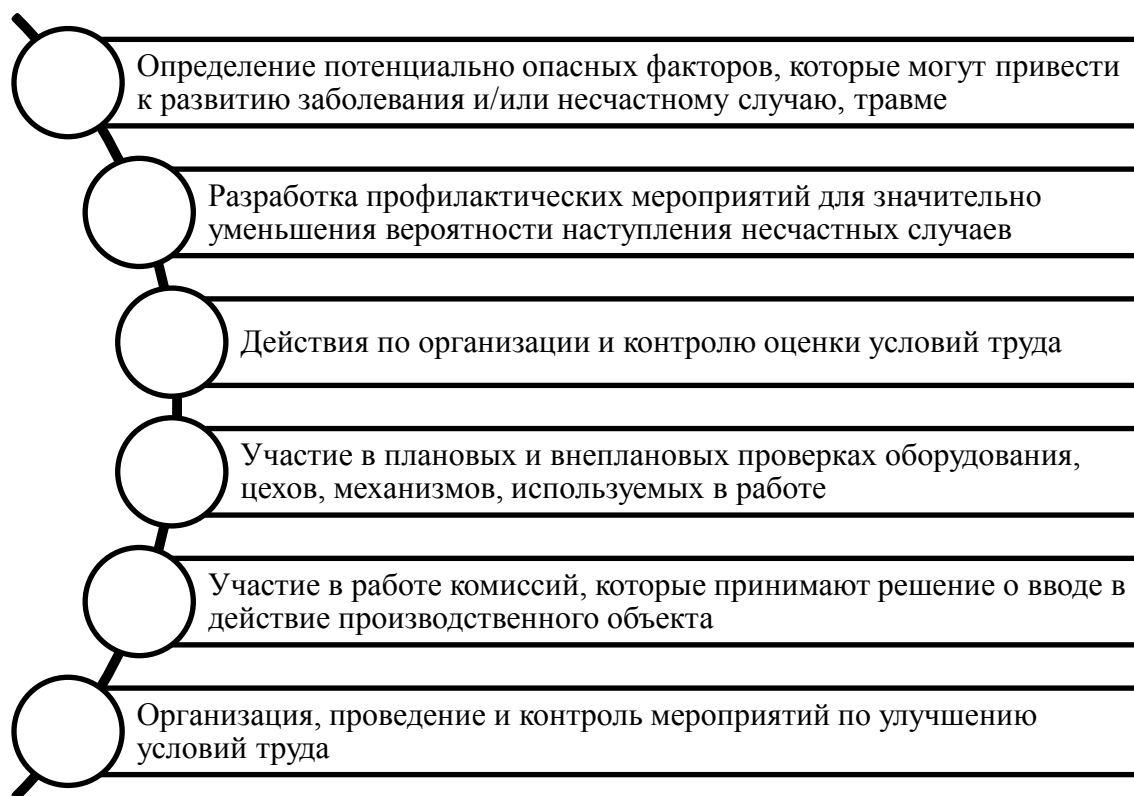 Определение потенциально опасных факторов, которые могут привести
к развитию заболевания и/или несчастному случаю, травме
Разработка профилактических мероприятий для значительно
уменьшения вероятности наступления несчастных случаев
Действия по организации и контролю оценки условий труда
Участие в плановых и внеплановых проверках оборудования,
цехов, механизмов, используемых в работе
Участие в работе комиссий, которые принимают решение о вводе в
действие производственного объекта
Организация, проведение и контроль мероприятий по улучшению
условий труда